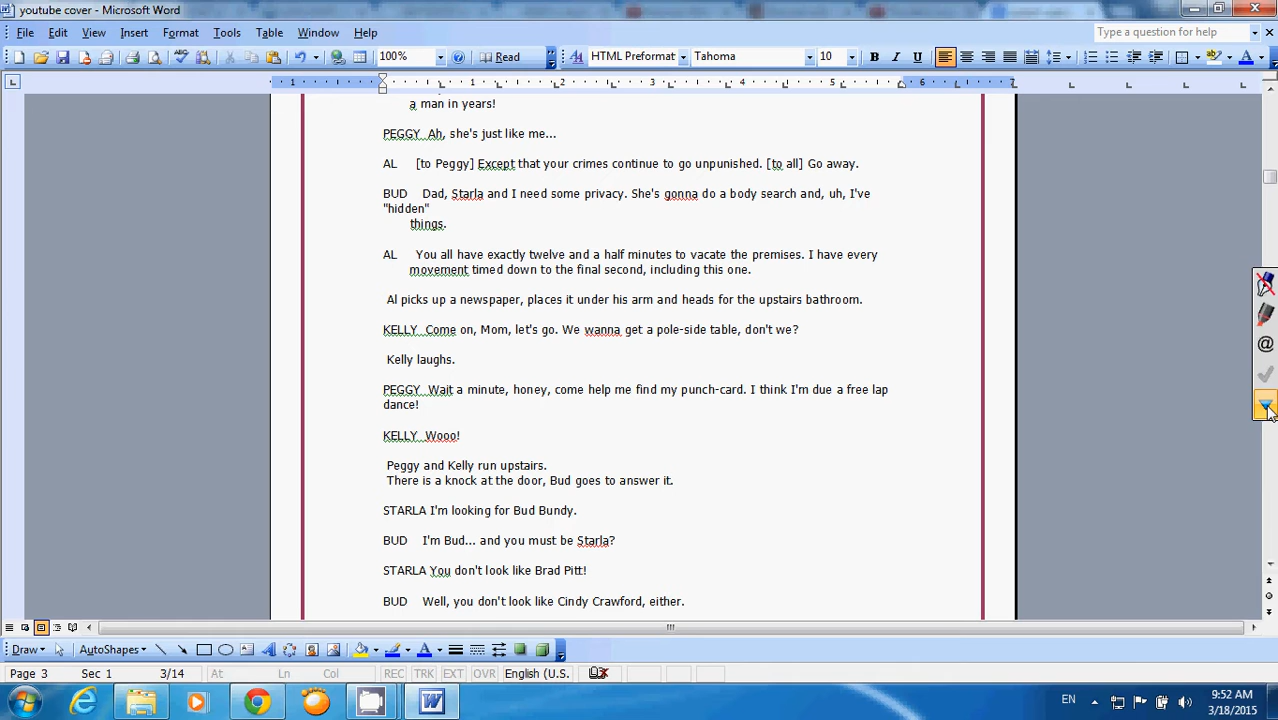 youtube cover - Microsoft Word
File Edit View Insert Format Tools Table Window Help
Type a question for help
100% Read HTML Preformat Tahoma 10 B I U
1 1 2 3 4 5 6 7
a man in years!
PEGGY Ah, she's just like me...
AL [to Peggy] Except that your crimes continue to go unpunished. [to all] Go away.
BUD Dad, Starla and I need some privacy. She's gonna do a body search and, uh, I've
"hidden"
things.
AL You all have exactly twelve and a half minutes to vacate the premises. I have every
movement timed down to the final second, including this one.
Al picks up a newspaper, places it under his arm and heads for the upstairs bathroom.
KELLY Come on, Mom, let's go. We wanna get a pole-side table, don't we?
Kelly laughs.
PEGGY Wait a minute, honey, come help me find my punch-card. I think I'm due a free lap
dance!
KELLY Wooo!
Peggy and Kelly run upstairs.
There is a knock at the door, Bud goes to answer it.
STARLA I'm looking for Bud Bundy.
BUD I'm Bud... and you must be Starla?
STARLA You don't look like Brad Pitt!
BUD Well, you don't look like Cindy Crawford, either.
Draw AutoShapes
Page 3 Sec 1 3/14 At Ln Col REC TRK EXT OVR English (U.S.
EN
9:52 AM
3/18/2015